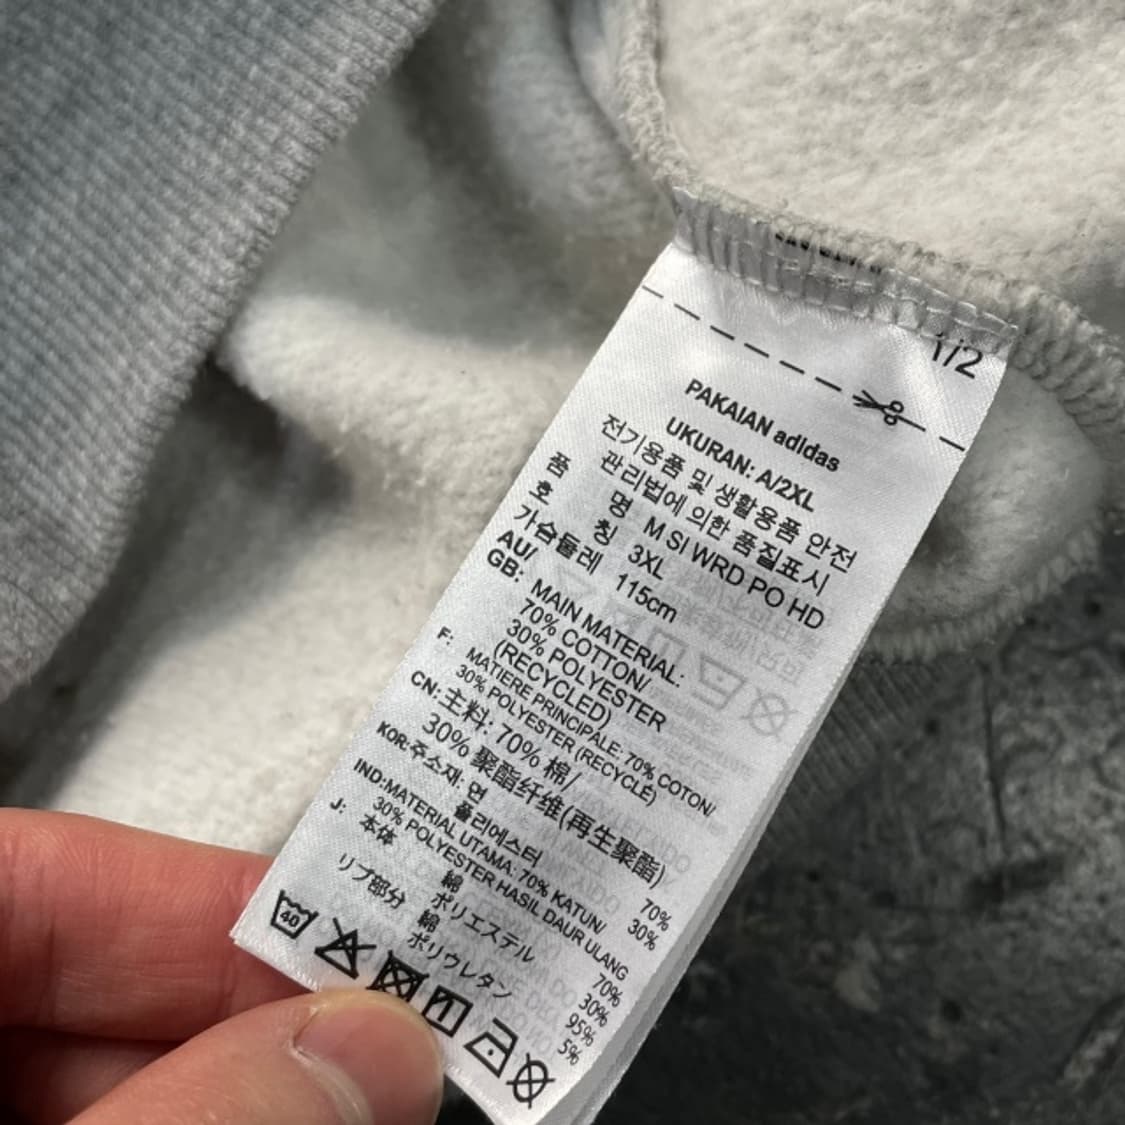 1/2
PAKAIAN adidas
UKURAN: A/2XL
전기용품 및 생활용품 안전
관리법에 의한 품질표시
품 명 M SI WRD PO HD
호 칭 3XL
가슴둘레 115cm
AU/
GB: MAIN MATERIAL:
70% COTTON/
30% POLYESTER
(RECYCLED)
F: MATIERE PRINCIPALE: 70% COTON/
30% POLYESTER (RECYCLÉ)
CN:主料: 70% 棉/
30% 聚酯纤维(再生聚酯)
KOR:주소재: 면 70%
폴리에스터 30%
IND:MATERIAL UTAMA: 70% KATUN/
30% POLYESTER HASIL DAUR ULANG
J: 本体 綿 70%
ポリエステル 30%
リブ部分 綿 95%
ポリウレタン 5%
40